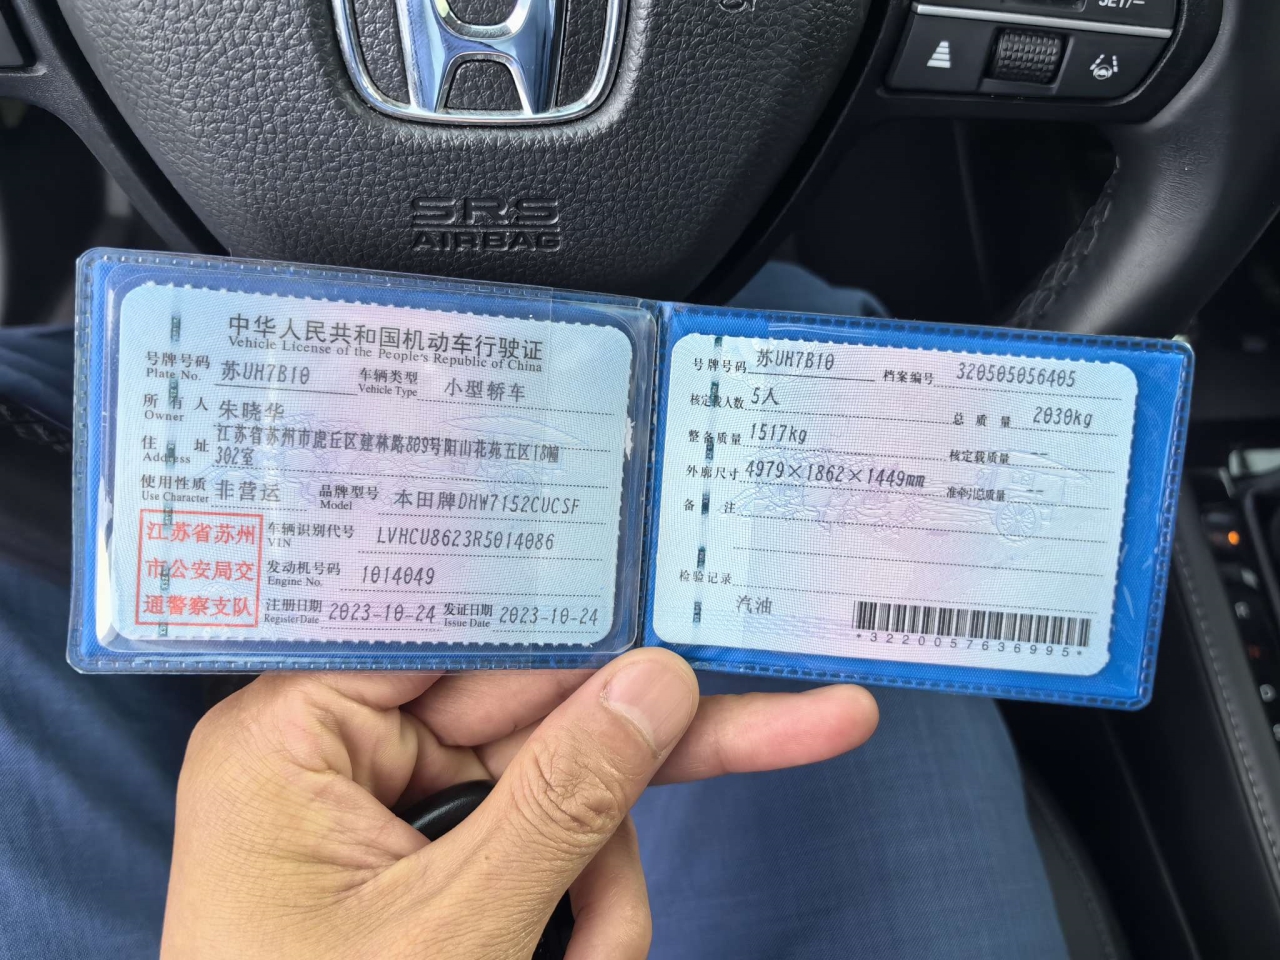 SET/−
SRS
AIRBAG
中华人民共和国机动车行驶证
Vehicle License of the People's Republic of China
号牌号码 苏UH7B10 车辆类型 小型轿车
Plate No. Vehicle Type
所有人 朱晓华
Owner
住址 江苏省苏州市虎丘区建林路809号阳山花苑五区18幢
Address 302室
使用性质 非营运 品牌型号 本田牌DHW7152CUCSF
Use Character Model
江苏省苏州
市公安局交
通警察支队
车辆识别代号 LVHCU8623R5014086
VIN
发动机号码 1014049
Engine No.
注册日期 2023-10-24 发证日期 2023-10-24
Register Date Issue Date
号牌号码 苏UH7B10 档案编号 320505056405
核定载人数 5人 总质量 2030kg
整备质量 1517kg 核定载质量 --
外廓尺寸 4979×1862×1449mm 准牵引总质量 --
备注
检验记录
汽油
*3220057636995*